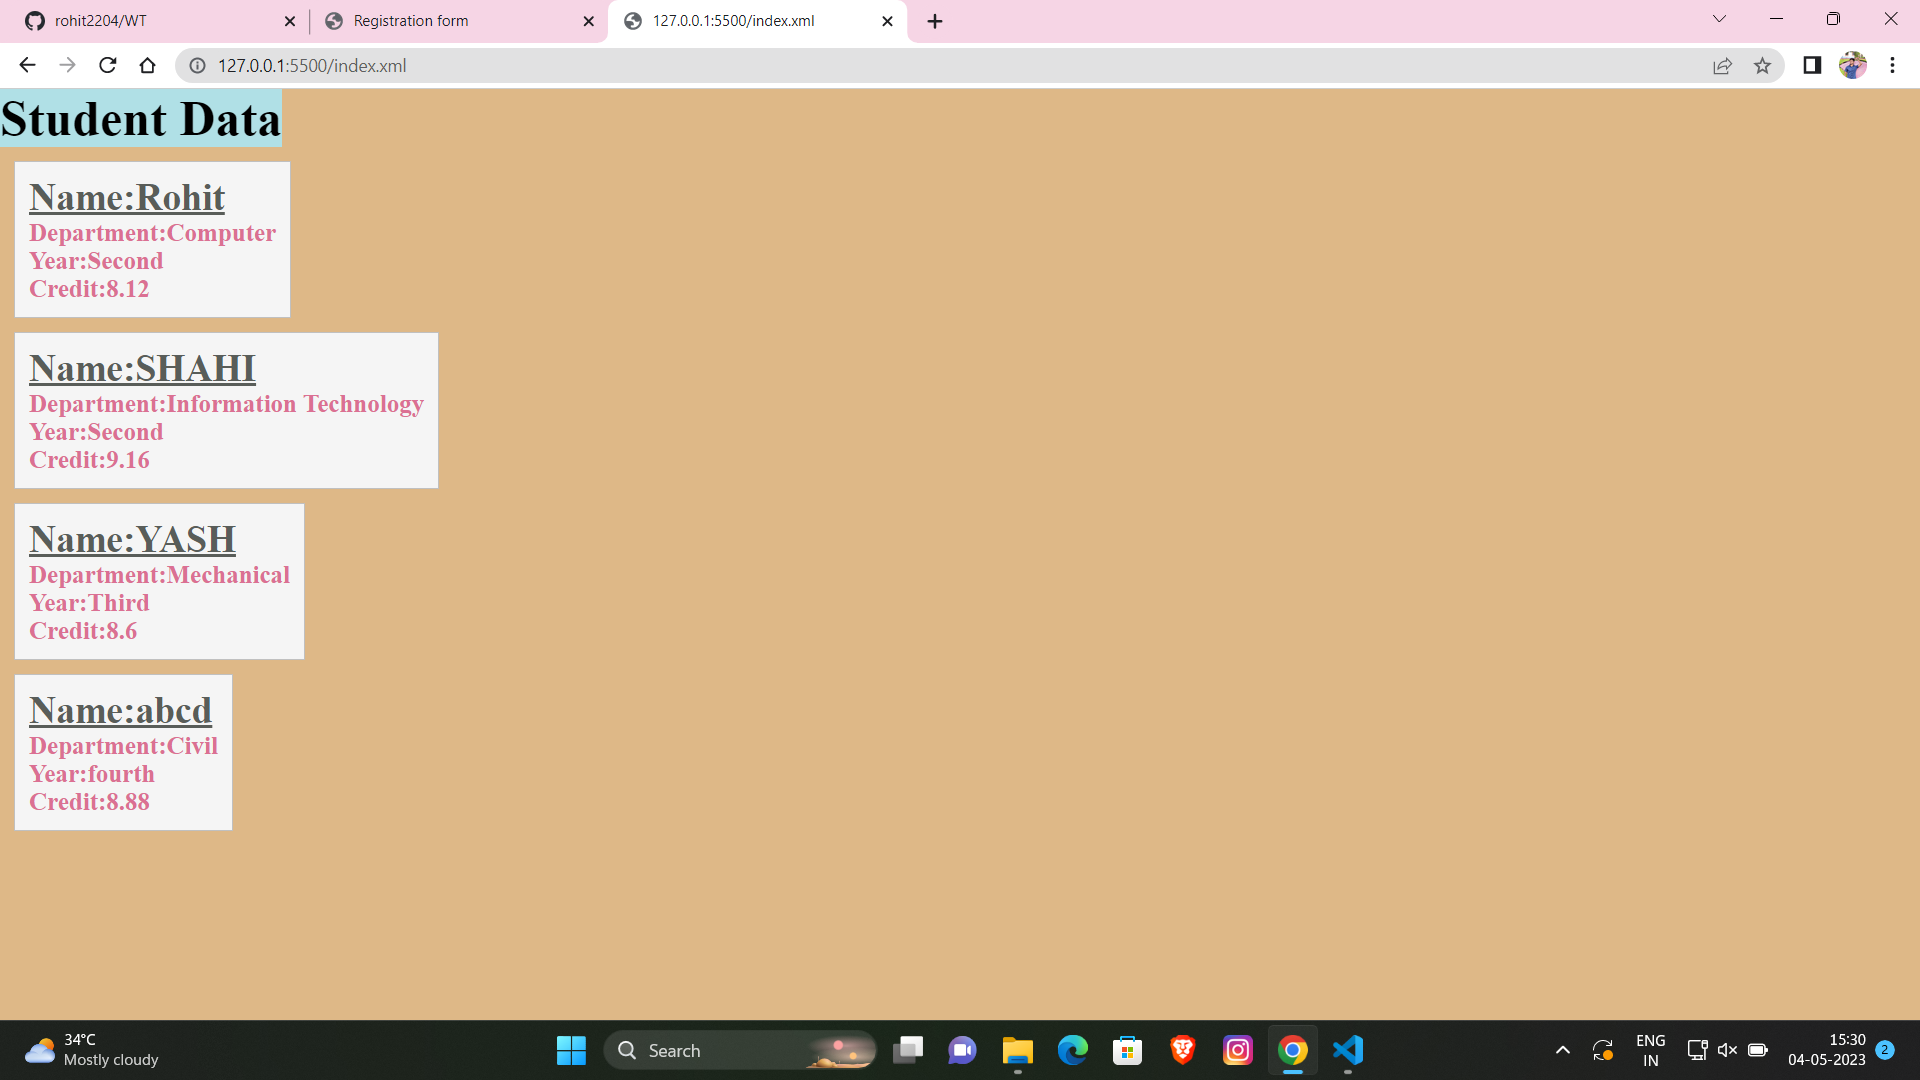 rohit2204/WT
Registration form
127.0.0.1:5500/index.xml
127.0.0.1:5500/index.xml
Student Data
Name:Rohit
Department:Computer
Year:Second
Credit:8.12
Name:SHAHI
Department:Information Technology
Year:Second
Credit:9.16
Name:YASH
Department:Mechanical
Year:Third
Credit:8.6
Name:abcd
Department:Civil
Year:fourth
Credit:8.88
34°C
Mostly cloudy
Search
ENG
IN
15:30
04-05-2023
2